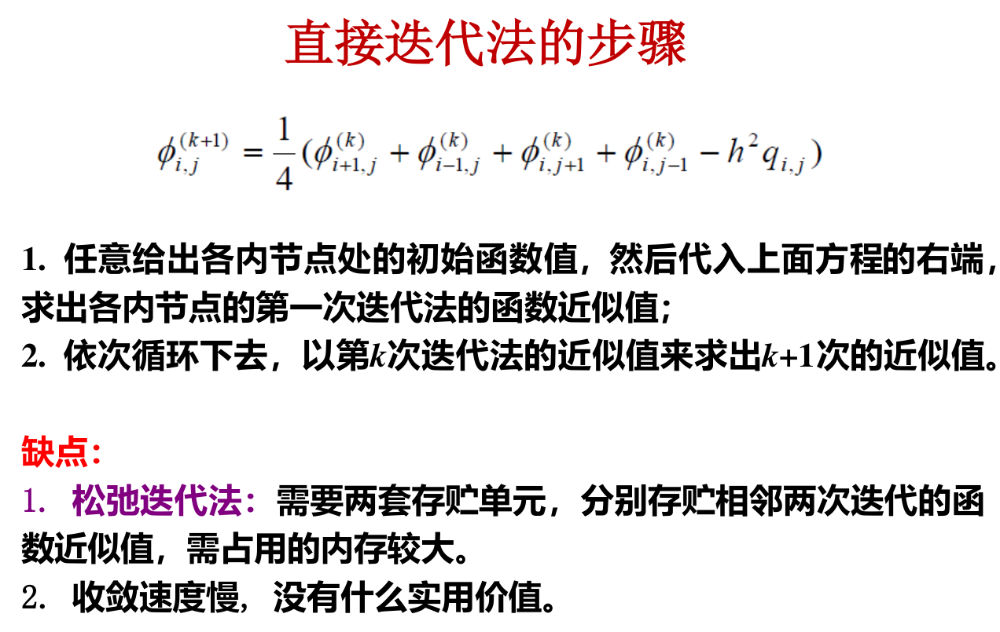 直接迭代法的步骤
$\phi_{i,j}^{(k+1)} = \frac{1}{4}(\phi_{i+1,j}^{(k)} + \phi_{i-1,j}^{(k)} + \phi_{i,j+1}^{(k)} + \phi_{i,j-1}^{(k)} - h^2 q_{i,j})$
1. 任意给出各内节点处的初始函数值，然后代入上面方程的右端，
求出各内节点的第一次迭代法的函数近似值；
2. 依次循环下去，以第k次迭代法的近似值来求出k+1次的近似值。
缺点：
1. 松弛迭代法：需要两套存贮单元，分别存贮相邻两次迭代的函
数近似值，需占用的内存较大。
2. 收敛速度慢, 没有什么实用价值。